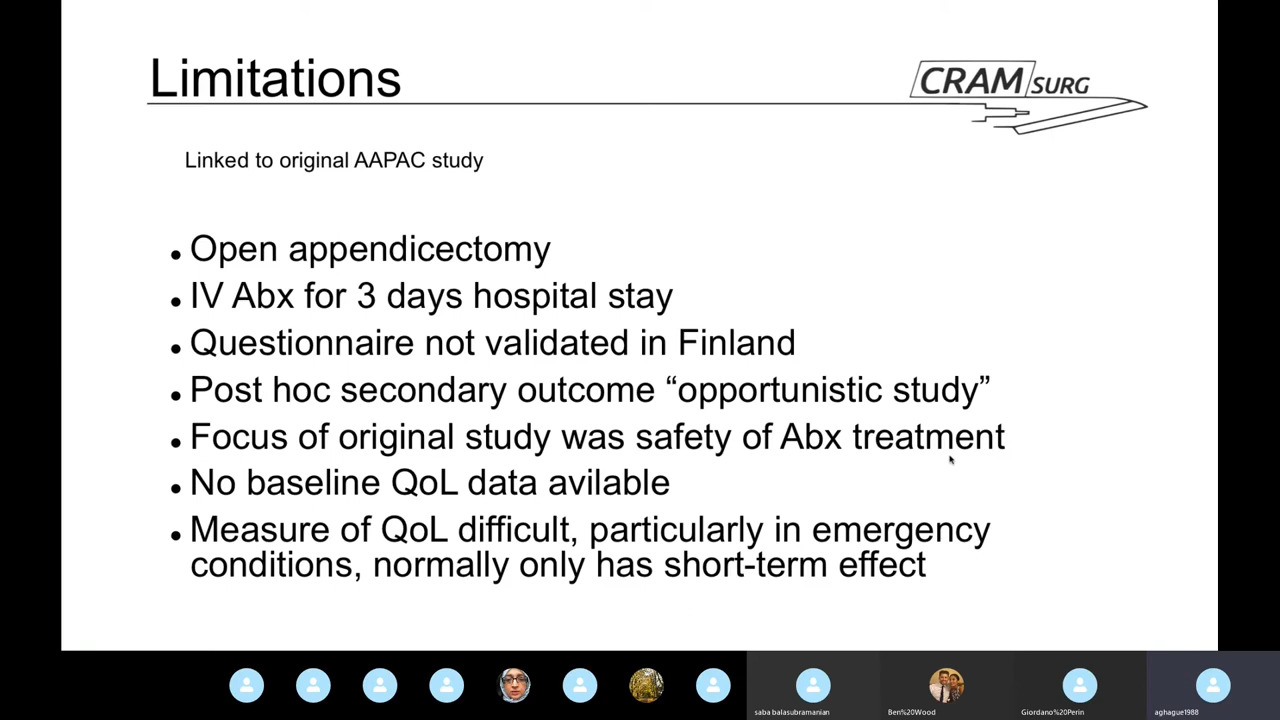 Limitations
CRAM SURG
Linked to original AAPAC study
• Open appendicectomy
• IV Abx for 3 days hospital stay
• Questionnaire not validated in Finland
• Post hoc secondary outcome “opportunistic study”
• Focus of original study was safety of Abx treatment
• No baseline QoL data avilable
• Measure of QoL difficult, particularly in emergency
conditions, normally only has short-term effect
saba balasubramanian
Ben%20Wood
Giordano%20Perin
aghague1988